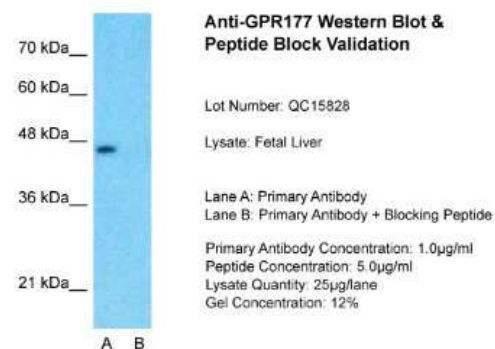 Anti-GPR177 Western Blot &
Peptide Block Validation
Lot Number: QC15828
Lysate: Fetal Liver
Lane A: Primary Antibody
Lane B: Primary Antibody + Blocking Peptide
Primary Antibody Concentration: 1.0µg/ml
Peptide Concentration: 5.0µg/ml
Lysate Quantity: 25µg/lane
Gel Concentration: 12%
70 kDa
60 kDa
48 kDa
36 kDa
21 kDa
A B